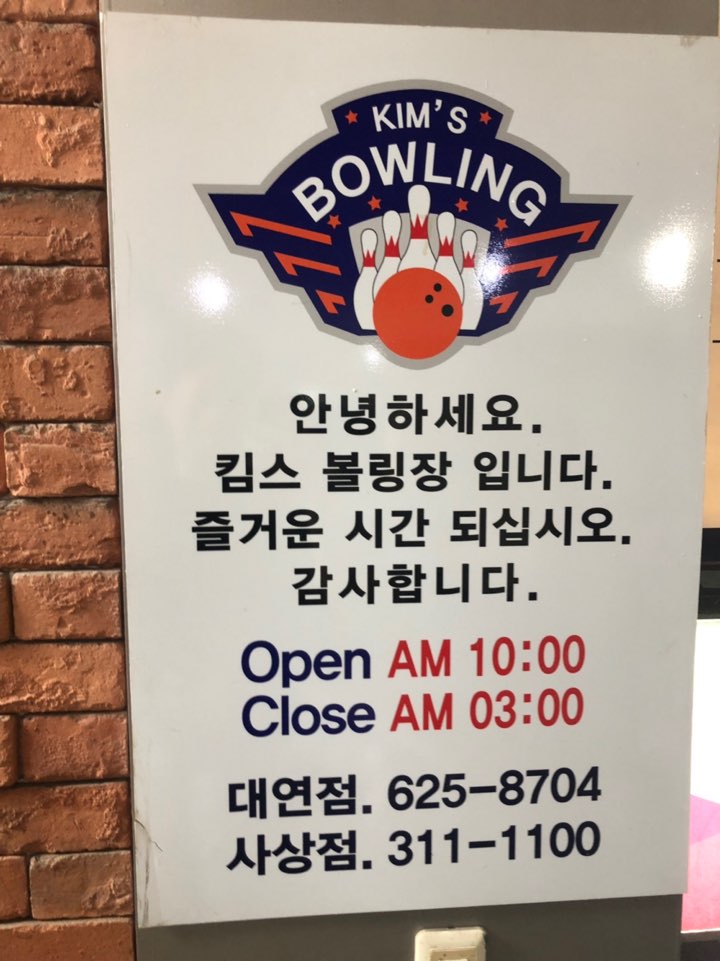 KIM'S
BOWLING
안녕하세요.
킴스 볼링장 입니다.
즐거운 시간 되십시오.
감사합니다.
Open AM 10:00
Close AM 03:00
대연점. 625-8704
사상점. 311-1100